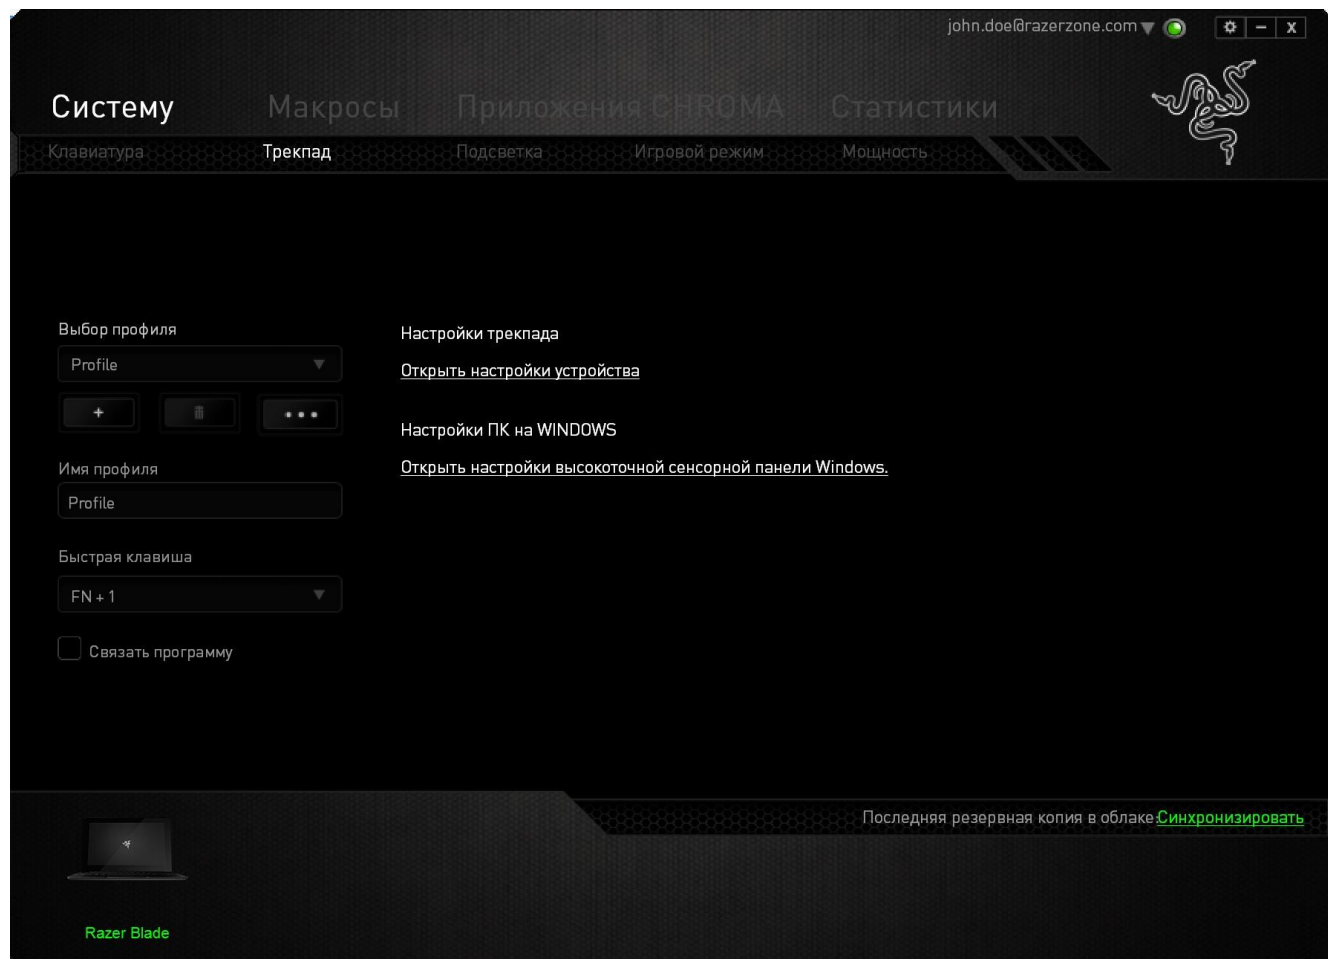 john.doe@razerzone.com
X
Систему Макросы Приложения CHROMA Статистики
Клавиатура Трекпад Подсветка Игровой режим Мощность
Выбор профиля
Profile
+
Имя профиля
Profile
Быстрая клавиша
FN + 1
Связать программу
Настройки трекпада
Открыть настройки устройства
Настройки ПК на WINDOWS
Открыть настройки высокоточной сенсорной панели Windows.
Последняя резервная копия в облаке:Синхронизировать
Razer Blade